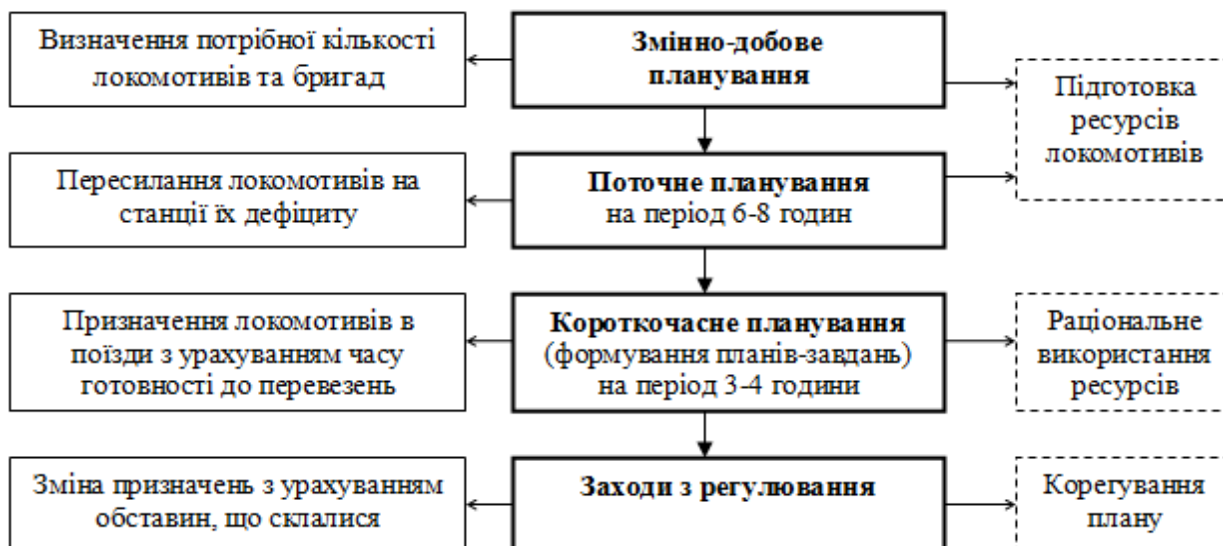 Визначення потрібної кількості
локомотивів та бригад
Змінно-добове
планування
Підготовка
ресурсів
локомотивів
Пересилання локомотивів на
станції їх дефіциту
Поточне планування
на період 6-8 годин
Призначення локомотивів в
поїзди з урахуванням часу
готовності до перевезень
Короткочасне планування
(формування планів-завдань)
на період 3-4 години
Раціональне
використання
ресурсів
Зміна призначень з урахуванням
обставин, що склалися
Заходи з регулювання
Корегування
плану